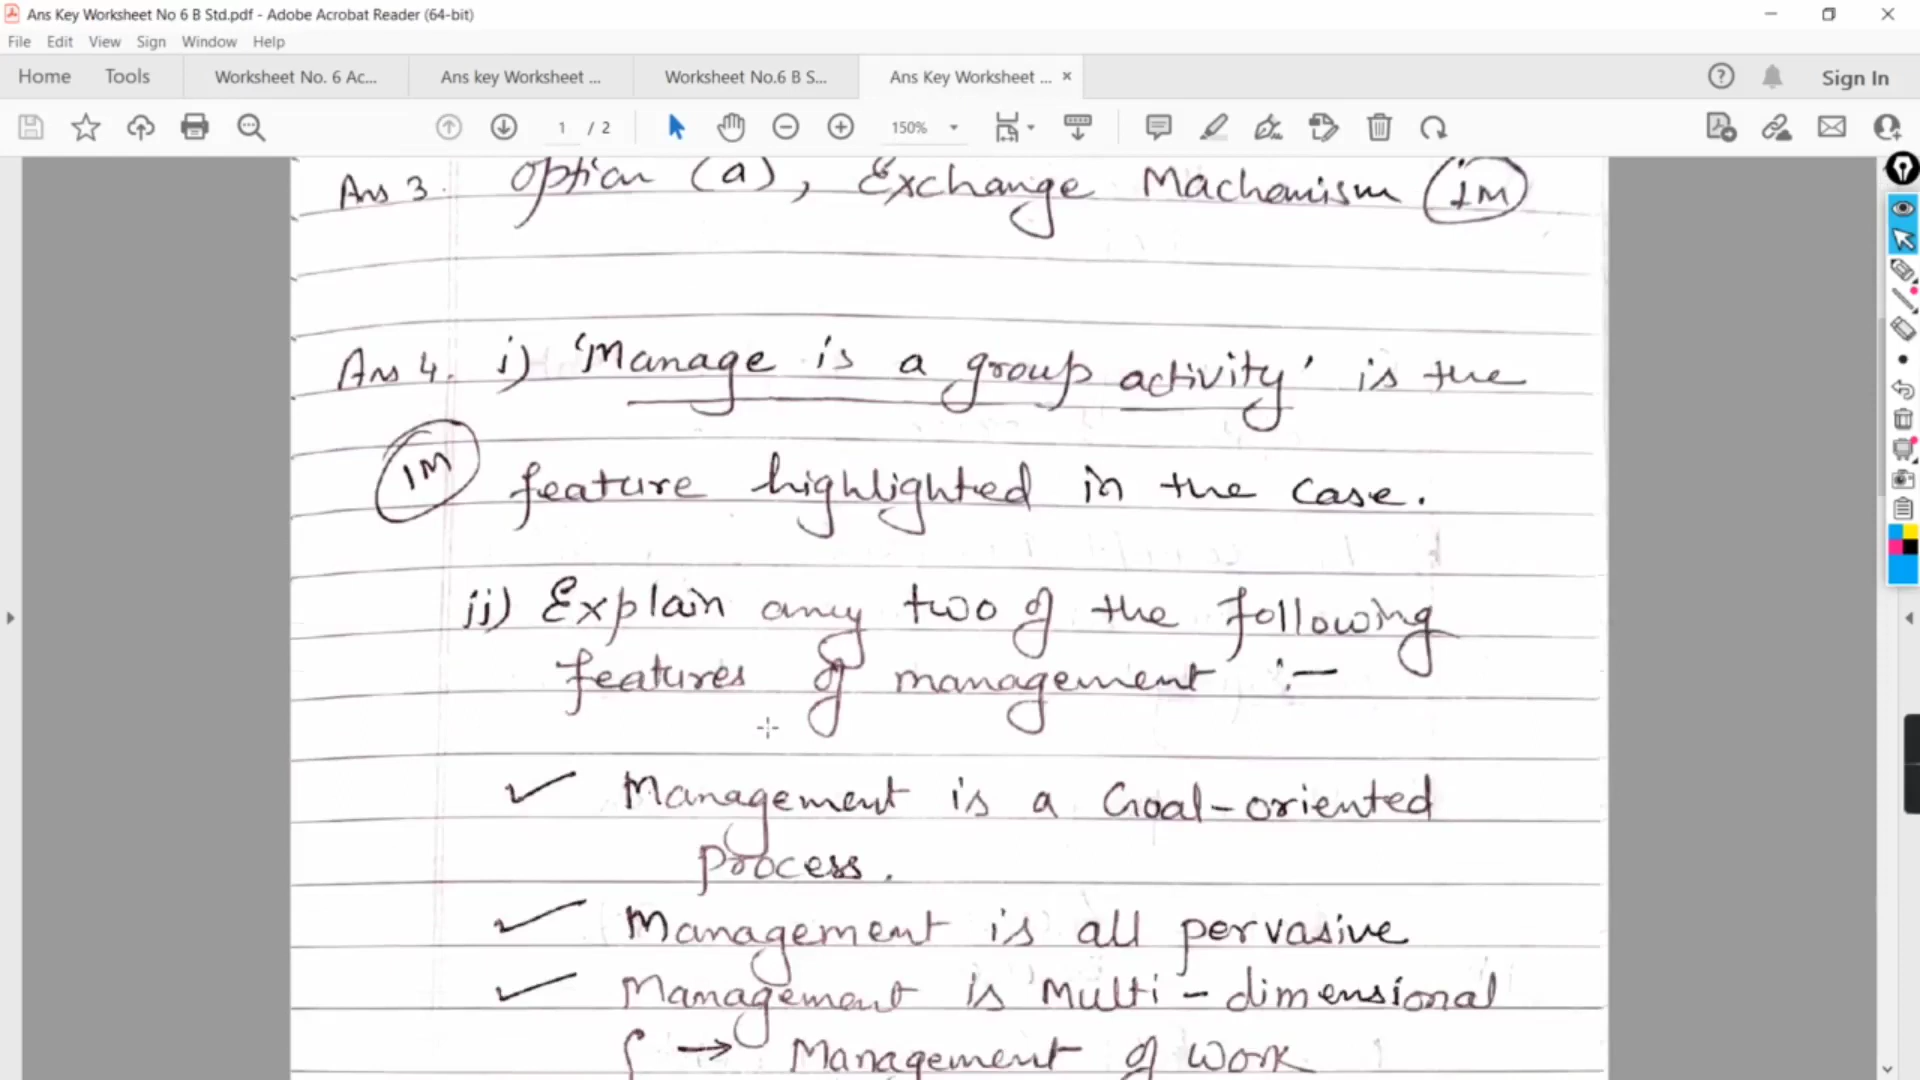 Ans Key Worksheet No 6 B Std.pdf - Adobe Acrobat Reader (64-bit)
File Edit View Sign Window Help
Home Tools Worksheet No. 6 Ac... Ans key Worksheet ... Worksheet No.6 B S... Ans Key Worksheet ... × Sign In
1 / 2 150%
Ans 3. Option (a), Exchange Machanism 1M
Ans 4. i) 'Manage is a group activity' is the
1M feature highlighted in the case.
ii) Explain any two of the following
features of management :-
✓ Management is a Goal-oriented
process.
✓ Management is all pervasive
✓ Management is Multi-dimensional
→ Management of Work